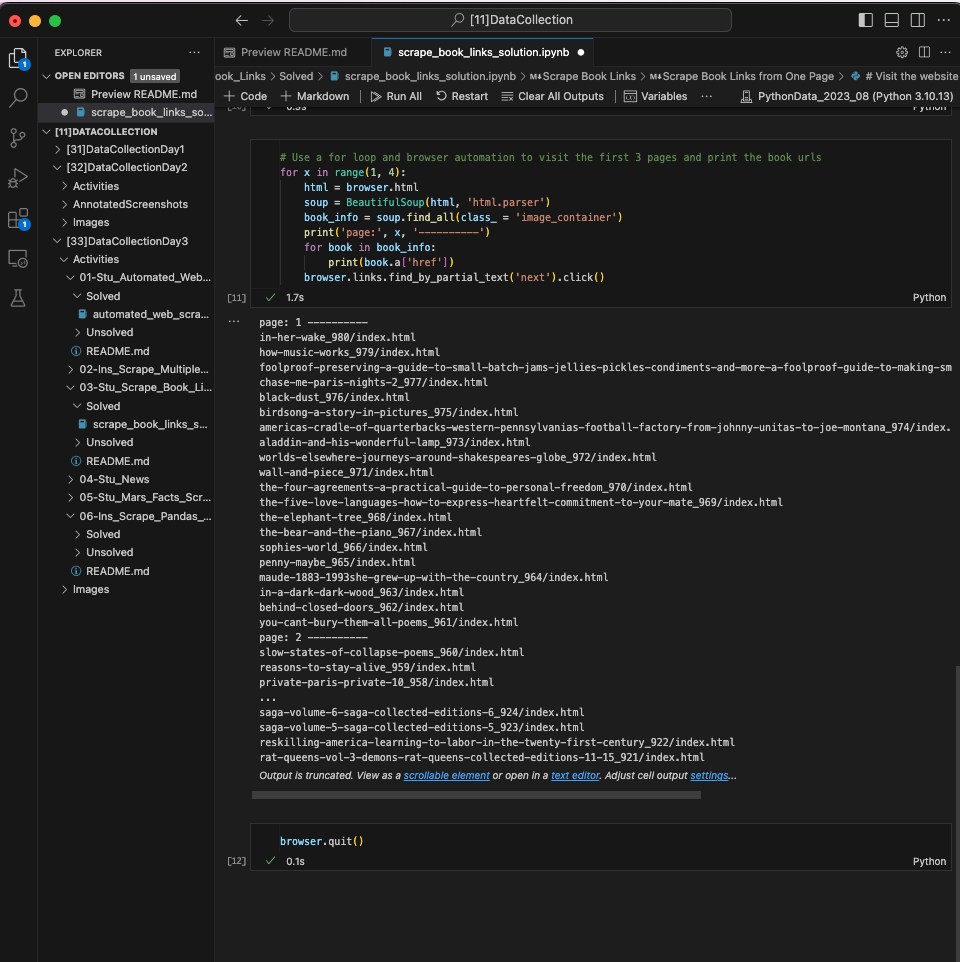 [11]DataCollection
EXPLORER
OPEN EDITORS 1 unsaved
Preview README.md
scrape_book_links_so...
[11]DATACOLLECTION
[31]DataCollectionDay1
[32]DataCollectionDay2
Activities
AnnotatedScreenshots
Images
[33]DataCollectionDay3
Activities
01-Stu_Automated_Web...
Solved
automated_web_scra...
Unsolved
README.md
02-Ins_Scrape_Multiple...
03-Stu_Scrape_Book_Li...
Solved
scrape_book_links_s...
Unsolved
README.md
04-Stu_News
05-Stu_Mars_Facts_Scr...
06-Ins_Scrape_Pandas_...
Solved
Unsolved
README.md
Images
Preview README.md
scrape_book_links_solution.ipynb
ook_Links > Solved > scrape_book_links_solution.ipynb > M↓Scrape Book Links > M↓Scrape Book Links from One Page > # Visit the website
+ Code + Markdown | Run All Restart Clear All Outputs | Variables ... PythonData_2023_08 (Python 3.10.13)
# Use a for loop and browser automation to visit the first 3 pages and print the book urls
for x in range(1, 4):
    html = browser.html
    soup = BeautifulSoup(html, 'html.parser')
    book_info = soup.find_all(class_ = 'image_container')
    print('page:', x, '----------')
    for book in book_info:
        print(book.a['href'])
    browser.links.find_by_partial_text('next').click()
[11] 1.7s Python
page: 1 ----------
in-her-wake_980/index.html
how-music-works_979/index.html
foolproof-preserving-a-guide-to-small-batch-jams-jellies-pickles-condiments-and-more-a-foolproof-guide-to-making-sm
chase-me-paris-nights-2_977/index.html
black-dust_976/index.html
birdsong-a-story-in-pictures_975/index.html
americas-cradle-of-quarterbacks-western-pennsylvanias-football-factory-from-johnny-unitas-to-joe-montana_974/index.
aladdin-and-his-wonderful-lamp_973/index.html
worlds-elsewhere-journeys-around-shakespeares-globe_972/index.html
wall-and-piece_971/index.html
the-four-agreements-a-practical-guide-to-personal-freedom_970/index.html
the-five-love-languages-how-to-express-heartfelt-commitment-to-your-mate_969/index.html
the-elephant-tree_968/index.html
the-bear-and-the-piano_967/index.html
sophies-world_966/index.html
penny-maybe_965/index.html
maude-1883-1993she-grew-up-with-the-country_964/index.html
in-a-dark-dark-wood_963/index.html
behind-closed-doors_962/index.html
you-cant-bury-them-all-poems_961/index.html
page: 2 ----------
slow-states-of-collapse-poems_960/index.html
reasons-to-stay-alive_959/index.html
private-paris-private-10_958/index.html
...
saga-volume-6-saga-collected-editions-6_924/index.html
saga-volume-5-saga-collected-editions-5_923/index.html
reskilling-america-learning-to-labor-in-the-twenty-first-century_922/index.html
rat-queens-vol-3-demons-rat-queens-collected-editions-11-15_921/index.html
Output is truncated. View as a scrollable element or open in a text editor. Adjust cell output settings...
browser.quit()
[12] 0.1s Python